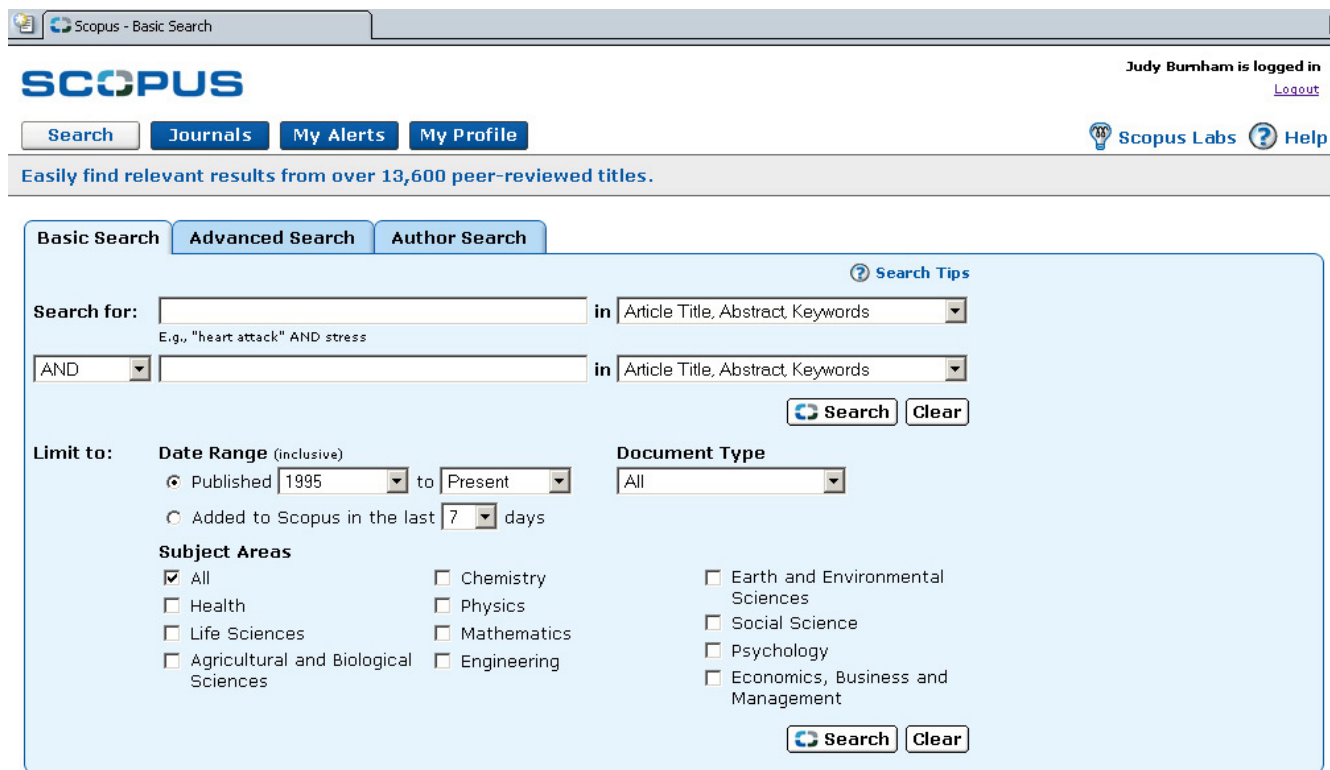 Scopus - Basic Search
Judy Burnham is logged in
SCOPUS
Logout
Search Journals My Alerts My Profile Scopus Labs ? Help
Easily find relevant results from over 13,600 peer-reviewed titles.
Basic Search Advanced Search Author Search
? Search Tips
Search for: in Article Title, Abstract, Keywords
E.g., "heart attack" AND stress
AND in Article Title, Abstract, Keywords
Search Clear
Limit to: Date Range (inclusive) Document Type
Published 1995 to Present All
Added to Scopus in the last 7 days
Subject Areas
All Chemistry Earth and Environmental
Sciences
Health Physics
Social Science
Life Sciences Mathematics
Psychology
Agricultural and Biological Engineering
Sciences
Economics, Business and
Management
Search Clear